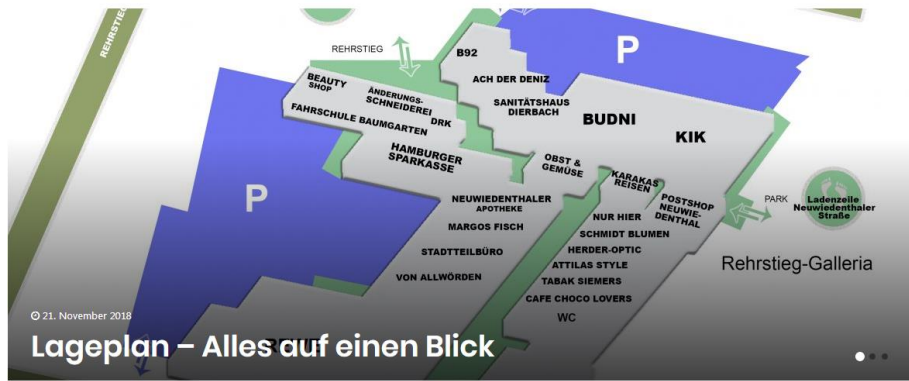 REHRSTIEG
REHRSTIEG
P
B92
ACH DER DENIZ
SANITÄTSHAUS
DIERBACH
BUDNI
KIK
BEAUTY
SHOP
ÄNDERUNGS-
SCHNEIDEREI
DRK
FAHRSCHULE BAUMGARTEN
HAMBURGER
SPARKASSE
OBST &
GEMÜSE
KARAKAS
REISEN
POSTSHOP
NEUWIE-
DENTHAL
PARK
Ladenzeile
Neuwiedenthaler
Straße
P
NEUWIEDENTHALER
APOTHEKE
MARGOS FISCH
STADTTEILBÜRO
VON ALLWÖRDEN
NUR HIER
SCHMIDT BLUMEN
HERDER-OPTIC
ATTILAS STYLE
TABAK SIEMERS
CAFE CHOCO LOVERS
WC
Rehrstieg-Galleria
21. November 2018
Lageplan – Alles auf einen Blick